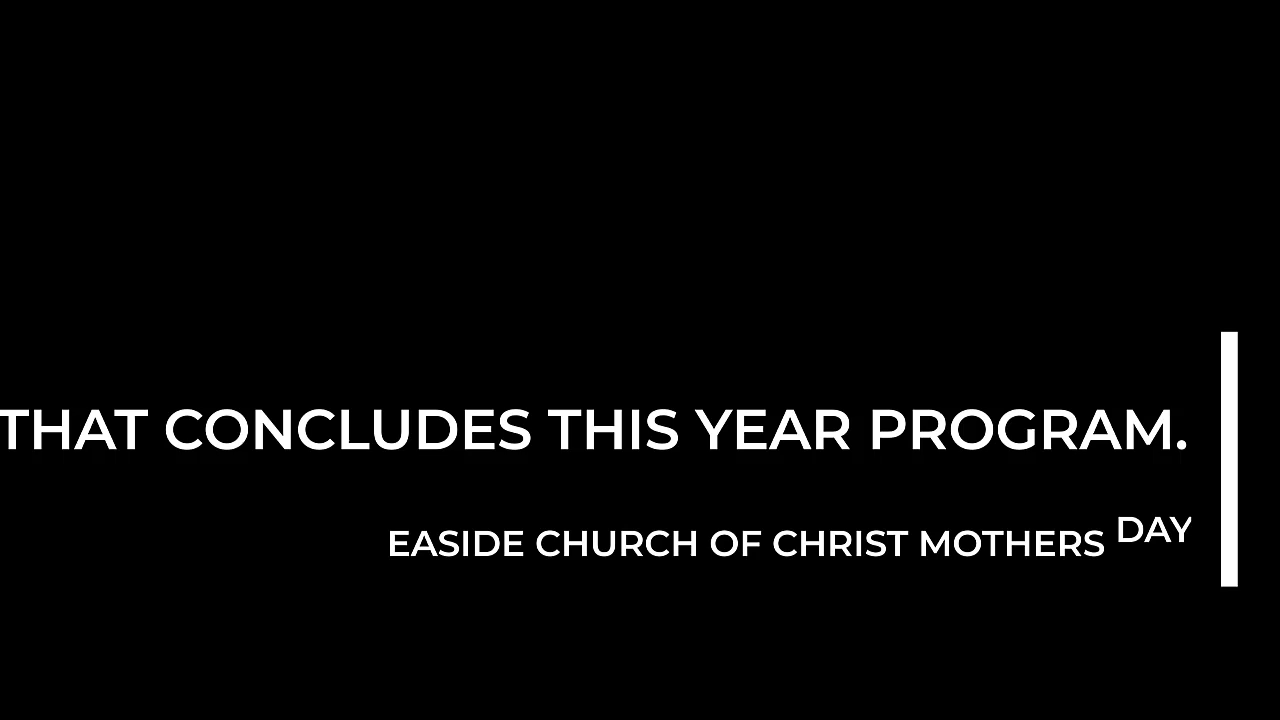 THAT CONCLUDES THIS YEAR PROGRAM.
EASIDE CHURCH OF CHRIST MOTHERS DAY